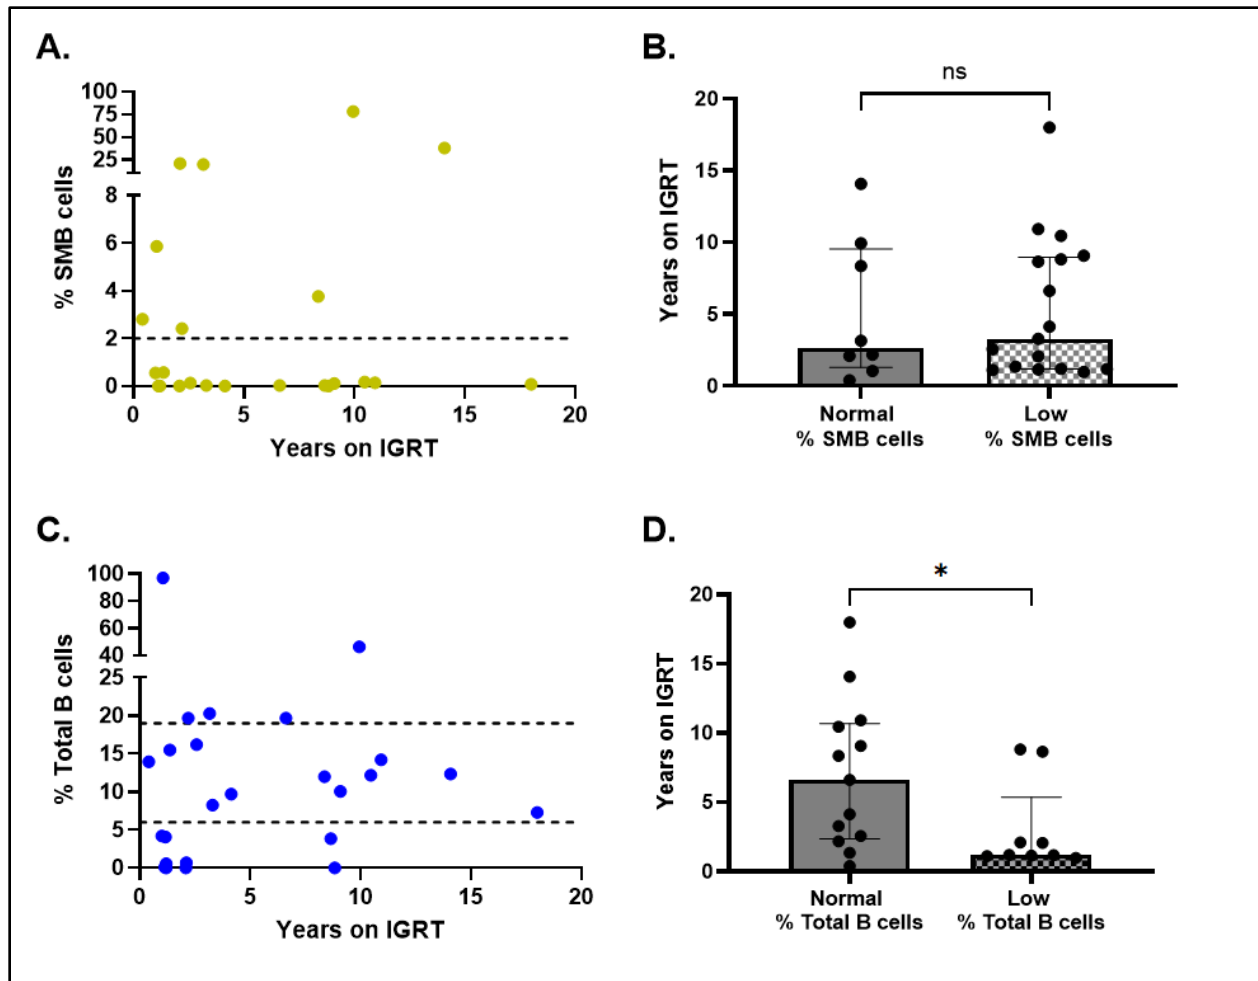 A.
% SMB cells
100
75
50
25
8
6
4
2
0
0 5 10 15 20
Years on IGRT
B.
ns
Years on IGRT
20
15
10
5
0
Normal Low
% SMB cells % SMB cells
C.
% Total B cells
100
80
60
40
25
20
15
10
5
0
0 5 10 15 20
Years on IGRT
D.
*
Years on IGRT
20
15
10
5
0
Normal Low
% Total B cells % Total B cells